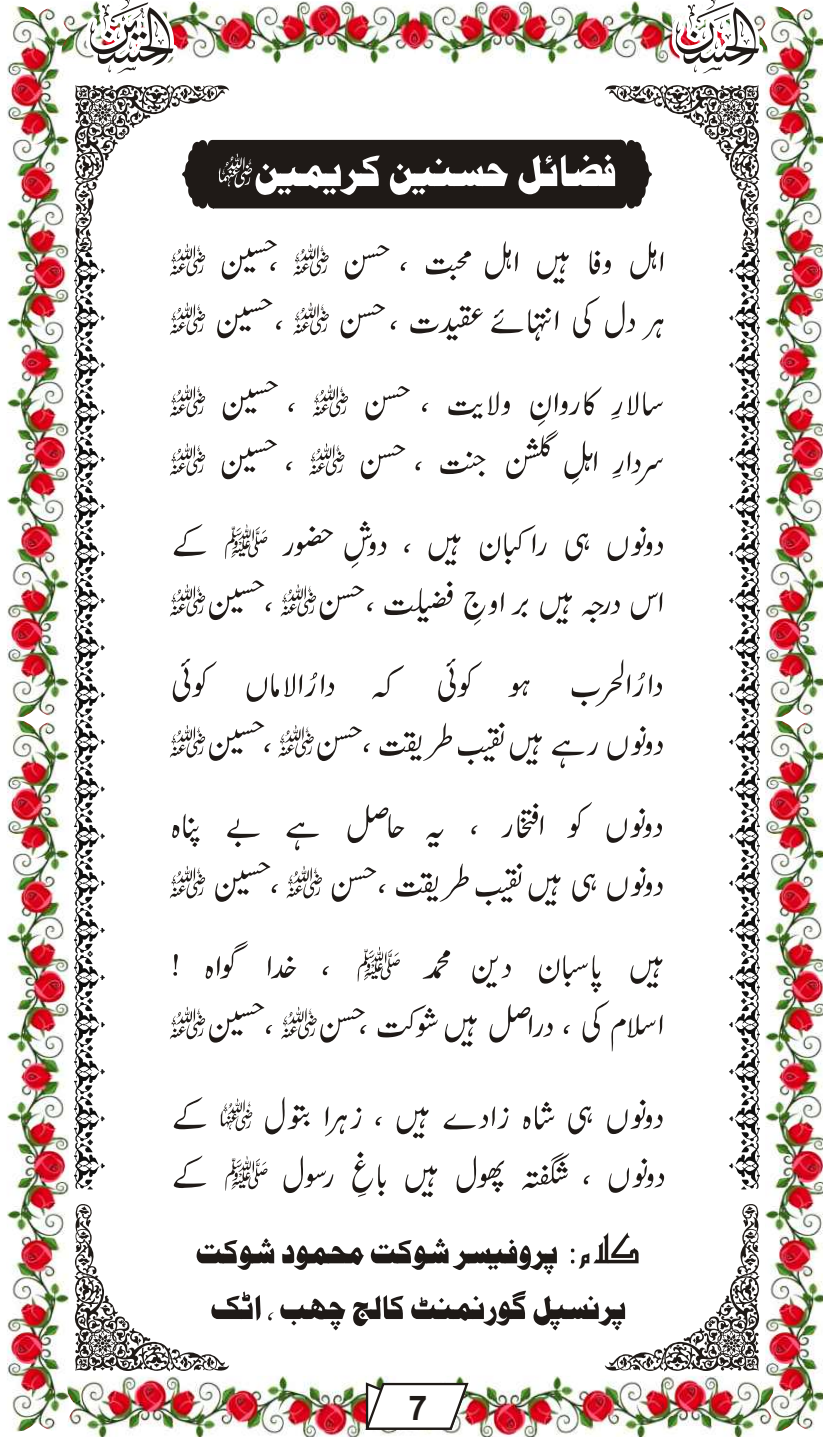 الحسنین
الحسین
فضائل حسنین کریمین رضی اللہ عنہما
اہل وفا ہیں اہل محبت ، حسن رضی اللہ عنہ ،حسین رضی اللہ عنہ
ہر دل کی انتہائے عقیدت ،حسن رضی اللہ عنہ ،حسین رضی اللہ عنہ
سالارِ کاروانِ ولایت ، حسن رضی اللہ عنہ ، حسین رضی اللہ عنہ
سردارِ اہلِ گلشن جنت ، حسن رضی اللہ عنہ ، حسین رضی اللہ عنہ
دونوں ہی راکبان ہیں ، دوشِ حضور صلی اللہ علیہ وسلم کے
اس درجہ ہیں بر اوجِ فضیلت ،حسن رضی اللہ عنہ ،حسین رضی اللہ عنہ
دارُالحرب ہو کوئی کہ دارُالاماں کوئی
دونوں رہے ہیں نقیب طریقت ،حسن رضی اللہ عنہ ،حسین رضی اللہ عنہ
دونوں کو افتخار ، یہ حاصل ہے بے پناہ
دونوں ہی ہیں نقیب طریقت ،حسن رضی اللہ عنہ ،حسین رضی اللہ عنہ
ہیں پاسبان دین محمد صلی اللہ علیہ وسلم ، خدا گواہ !
اسلام کی ، دراصل ہیں شوکت ،حسن رضی اللہ عنہ ،حسین رضی اللہ عنہ
دونوں ہی شاہ زادے ہیں ، زہرا بتول رضی اللہ عنہا کے
دونوں ، شگفتہ پھول ہیں باغِ رسول صلی اللہ علیہ وسلم کے
کلام: پروفیسر شوکت محمود شوکت
پرنسپل گورنمنٹ کالج چھب ، اٹک
7